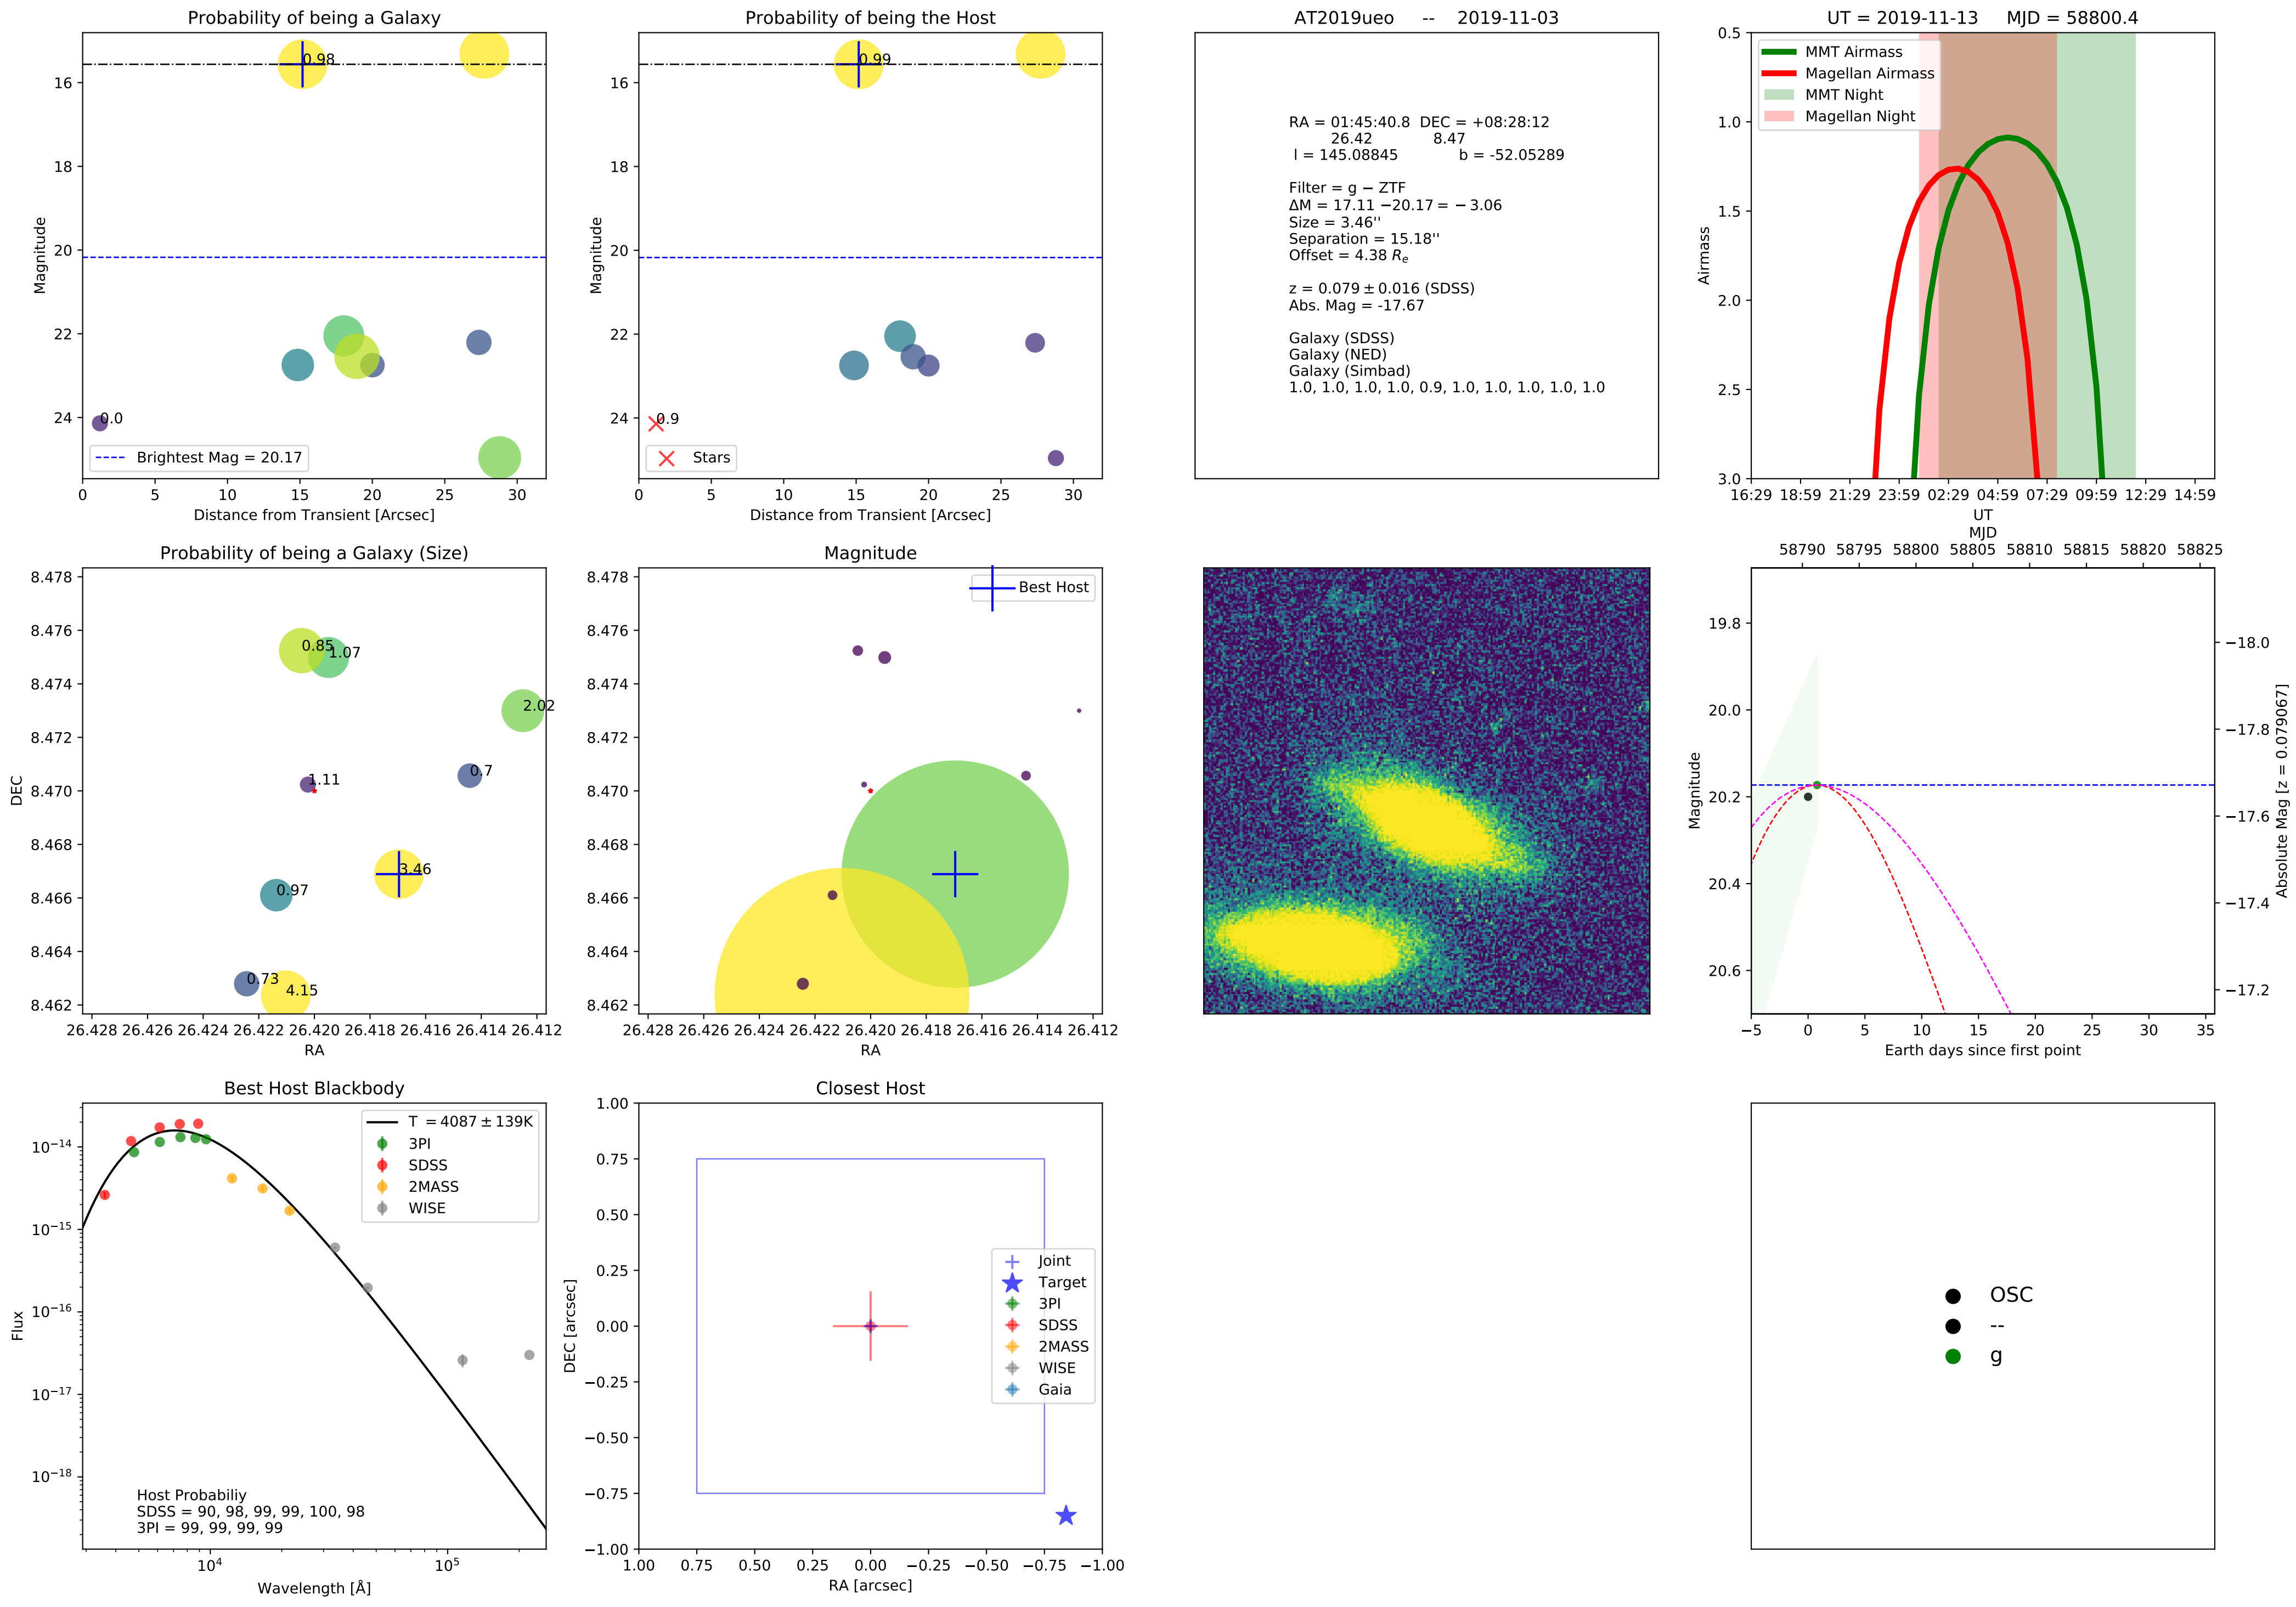 Probability of being a Galaxy
Magnitude
16
18
20
22
24
0.98
0.0
Brightest Mag = 20.17
0 5 10 15 20 25 30
Distance from Transient [Arcsec]
Probability of being the Host
Magnitude
16
18
20
22
24
0.99
0.9
Stars
0 5 10 15 20 25 30
Distance from Transient [Arcsec]
AT2019ueo -- 2019-11-03
RA = 01:45:40.8 DEC = +08:28:12
26.42 8.47
l = 145.08845 b = -52.05289
Filter = g − ZTF
ΔM = 17.11 −20.17 = −3.06
Size = 3.46''
Separation = 15.18''
Offset = 4.38 Re
z = 0.079 ± 0.016 (SDSS)
Abs. Mag = -17.67
Galaxy (SDSS)
Galaxy (NED)
Galaxy (Simbad)
1.0, 1.0, 1.0, 1.0, 0.9, 1.0, 1.0, 1.0, 1.0, 1.0
UT = 2019-11-13 MJD = 58800.4
MMT Airmass
Magellan Airmass
MMT Night
Magellan Night
Airmass
0.5
1.0
1.5
2.0
2.5
3.0
16:29 18:59 21:29 23:59 02:29 04:59 07:29 09:59 12:29 14:59
UT
Probability of being a Galaxy (Size)
DEC
8.478
8.476
8.474
8.472
8.470
8.468
8.466
8.464
8.462
0.85
1.07
2.02
0.7
1.11
3.46
0.97
0.73
4.15
26.428 26.426 26.424 26.422 26.420 26.418 26.416 26.414 26.412
RA
Magnitude
Best Host
8.478
8.476
8.474
8.472
8.470
8.468
8.466
8.464
8.462
26.428 26.426 26.424 26.422 26.420 26.418 26.416 26.414 26.412
RA
MJD
58790 58795 58800 58805 58810 58815 58820 58825
Magnitude
19.8
20.0
20.2
20.4
20.6
−18.0
−17.8
−17.6
−17.4
−17.2
Absolute Mag [z = 0.079067]
−5 0 5 10 15 20 25 30 35
Earth days since first point
Best Host Blackbody
Flux
10−14
10−15
10−16
10−17
10−18
T = 4087 ± 139K
3PI
SDSS
2MASS
WISE
Host Probabiliy
SDSS = 90, 98, 99, 99, 100, 98
3PI = 99, 99, 99, 99
104 105
Wavelength [Å]
Closest Host
DEC [arcsec]
1.00
0.75
0.50
0.25
0.00
−0.25
−0.50
−0.75
−1.00
Joint
Target
3PI
SDSS
2MASS
WISE
Gaia
1.00 0.75 0.50 0.25 0.00 −0.25 −0.50 −0.75 −1.00
RA [arcsec]
OSC
--
g